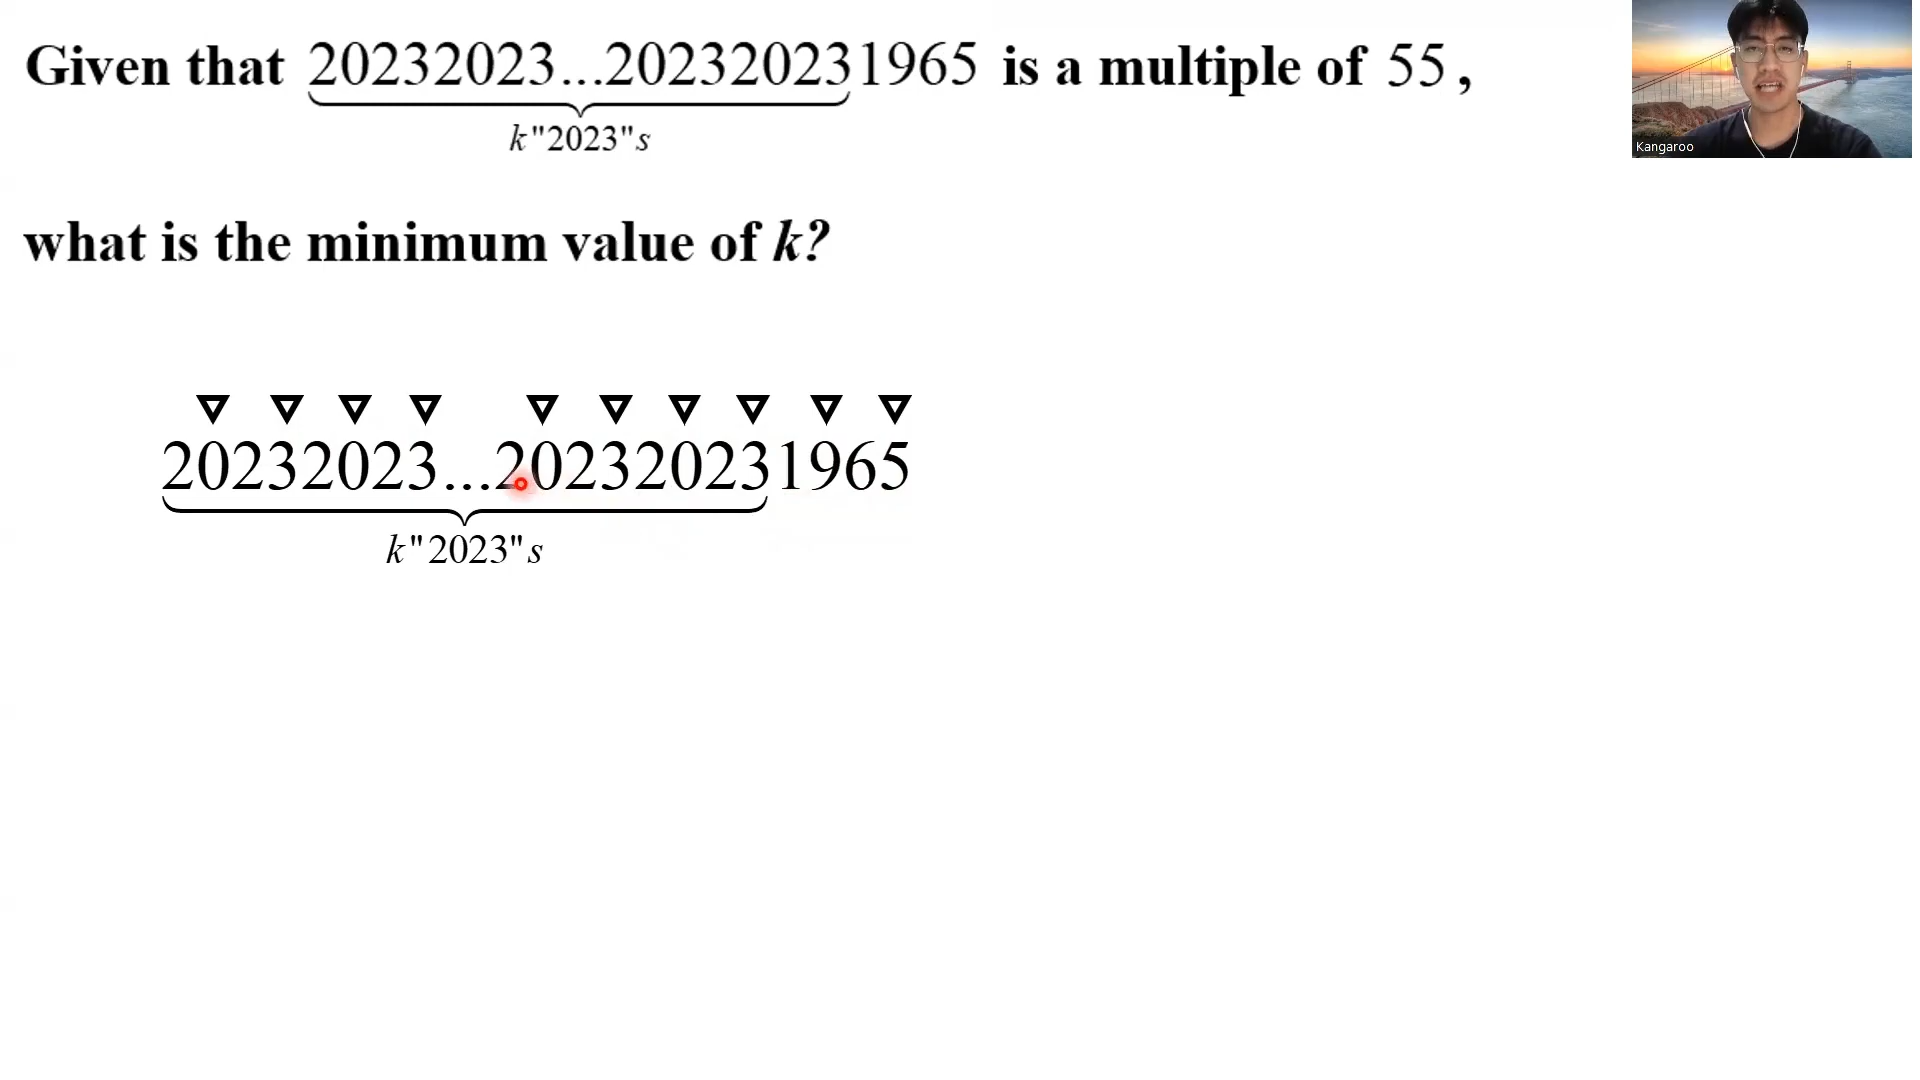 Given that 20232023...202320231965 is a multiple of 55,
k"2023"s
what is the minimum value of k?
20232023...202320231965
k"2023"s
Kangaroo